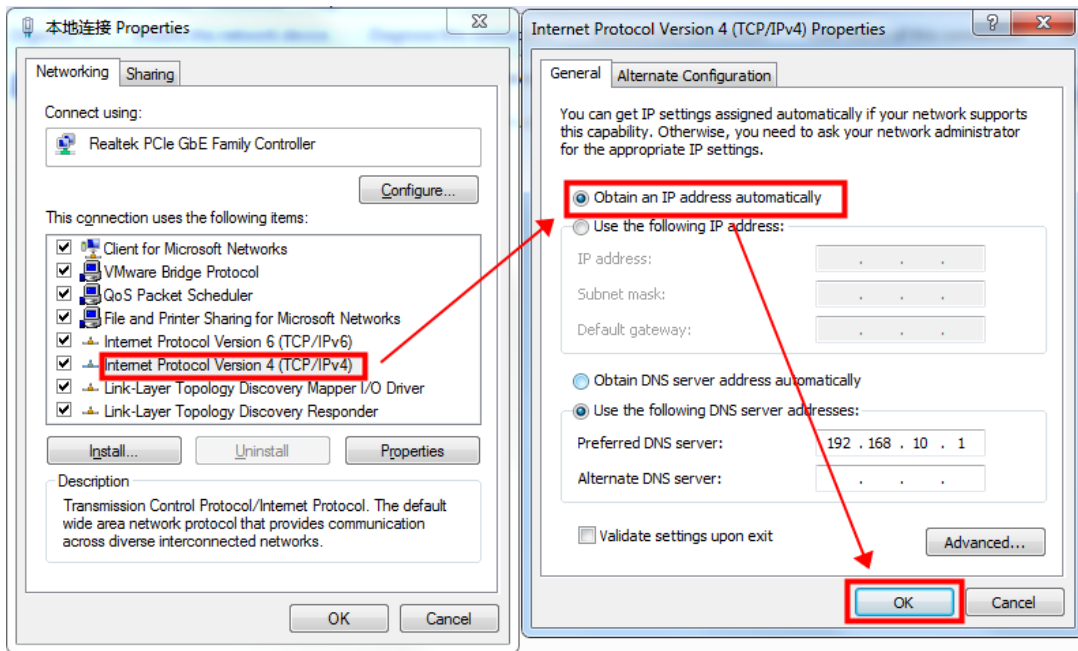 本地连接 Properties
Networking
Sharing
Connect using:
Realtek PCIe GbE Family Controller
Configure...
This connection uses the following items:
Client for Microsoft Networks
VMware Bridge Protocol
QoS Packet Scheduler
File and Printer Sharing for Microsoft Networks
Internet Protocol Version 6 (TCP/IPv6)
Internet Protocol Version 4 (TCP/IPv4)
Link-Layer Topology Discovery Mapper I/O Driver
Link-Layer Topology Discovery Responder
Install...
Uninstall
Properties
Description
Transmission Control Protocol/Internet Protocol. The default
wide area network protocol that provides communication
across diverse interconnected networks.
OK
Cancel
Internet Protocol Version 4 (TCP/IPv4) Properties
General
Alternate Configuration
You can get IP settings assigned automatically if your network supports
this capability. Otherwise, you need to ask your network administrator
for the appropriate IP settings.
Obtain an IP address automatically
Use the following IP address:
IP address:
Subnet mask:
Default gateway:
Obtain DNS server address automatically
Use the following DNS server addresses:
Preferred DNS server: 192 . 168 . 10 . 1
Alternate DNS server:
Validate settings upon exit
Advanced...
OK
Cancel